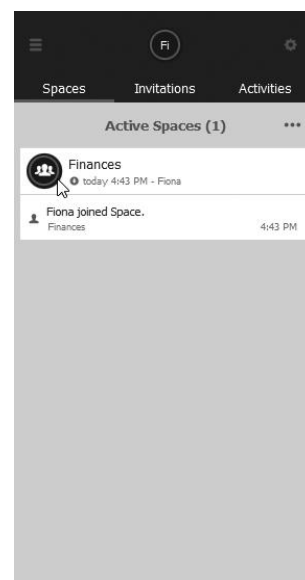 Fi
Spaces Invitations Activities
Active Spaces (1)
Finances
today 4:43 PM - Fiona
Fiona joined Space.
Finances 4:43 PM